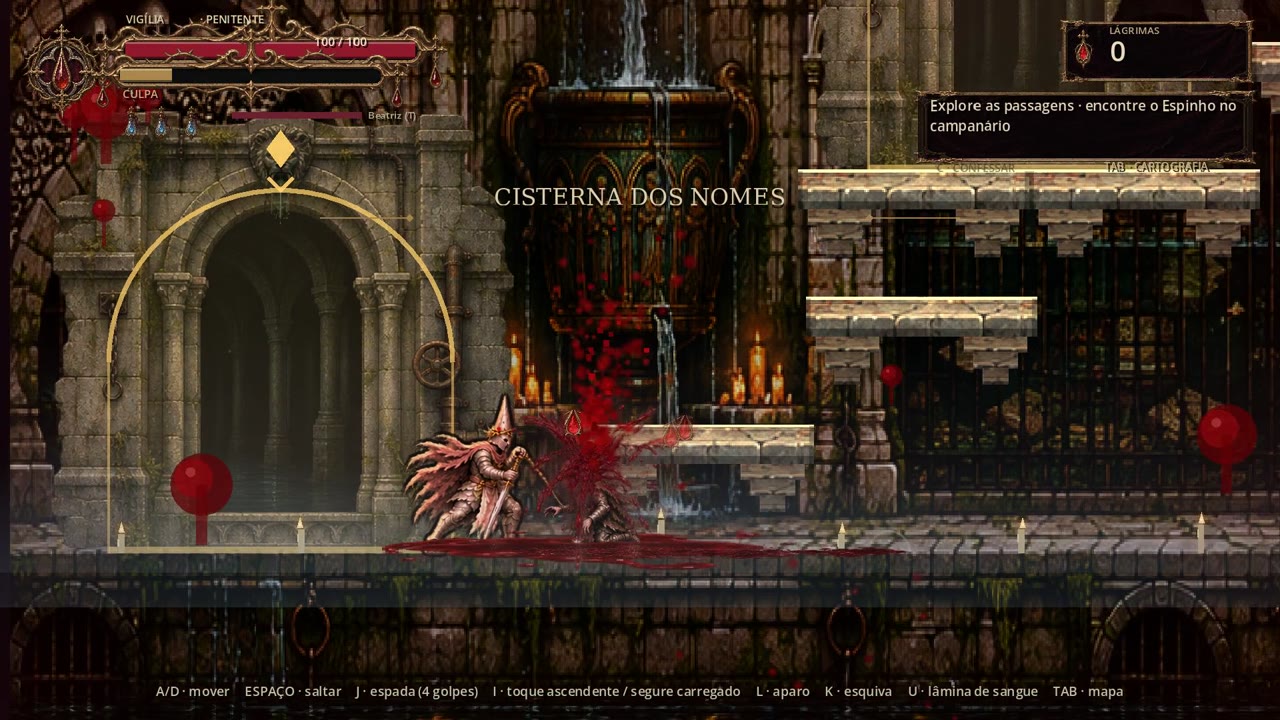 VIGÍLIA · PENITENTE
100 / 100
CULPA
Beatriz (T)
LÁGRIMAS
0
Explore as passagens · encontre o Espinho no
campanário
C · CONFESSAR
TAB · CARTOGRAFIA
CISTERNA DOS NOMES
A/D · mover ESPAÇO · saltar J · espada (4 golpes) I · toque ascendente / segure carregado L · aparo K · esquiva U · lâmina de sangue TAB · mapa